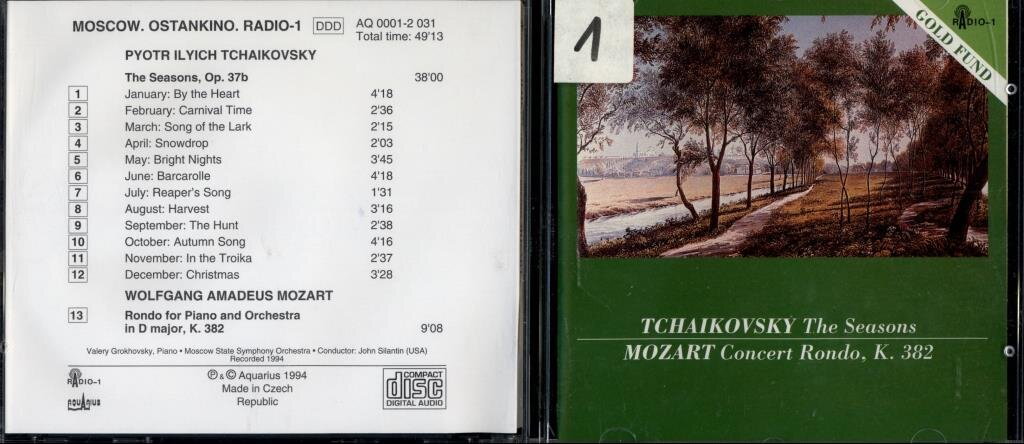 MOSCOW. OSTANKINO. RADIO-1 DDD AQ 0001-2 031
Total time: 49'13
PYOTR ILYICH TCHAIKOVSKY
The Seasons, Op. 37b 38'00
1 January: By the Heart 4'18
2 February: Carnival Time 2'36
3 March: Song of the Lark 2'15
4 April: Snowdrop 2'03
5 May: Bright Nights 3'45
6 June: Barcarolle 4'18
7 July: Reaper's Song 1'31
8 August: Harvest 3'16
9 September: The Hunt 2'38
10 October: Autumn Song 4'16
11 November: In the Troika 2'37
12 December: Christmas 3'28
WOLFGANG AMADEUS MOZART
13 Rondo for Piano and Orchestra
in D major, K. 382 9'08
Valery Grokhovsky, Piano • Moscow State Symphony Orchestra • Conductor: John Silantin (USA)
Recorded 1994
RADIO-1
AQUARIUS
℗ & © Aquarius 1994
Made in Czech
Republic
COMPACT
disc
DIGITAL AUDIO
1
RADIO-1
GOLD FUND
TCHAIKOVSKY The Seasons
MOZART Concert Rondo, K. 382